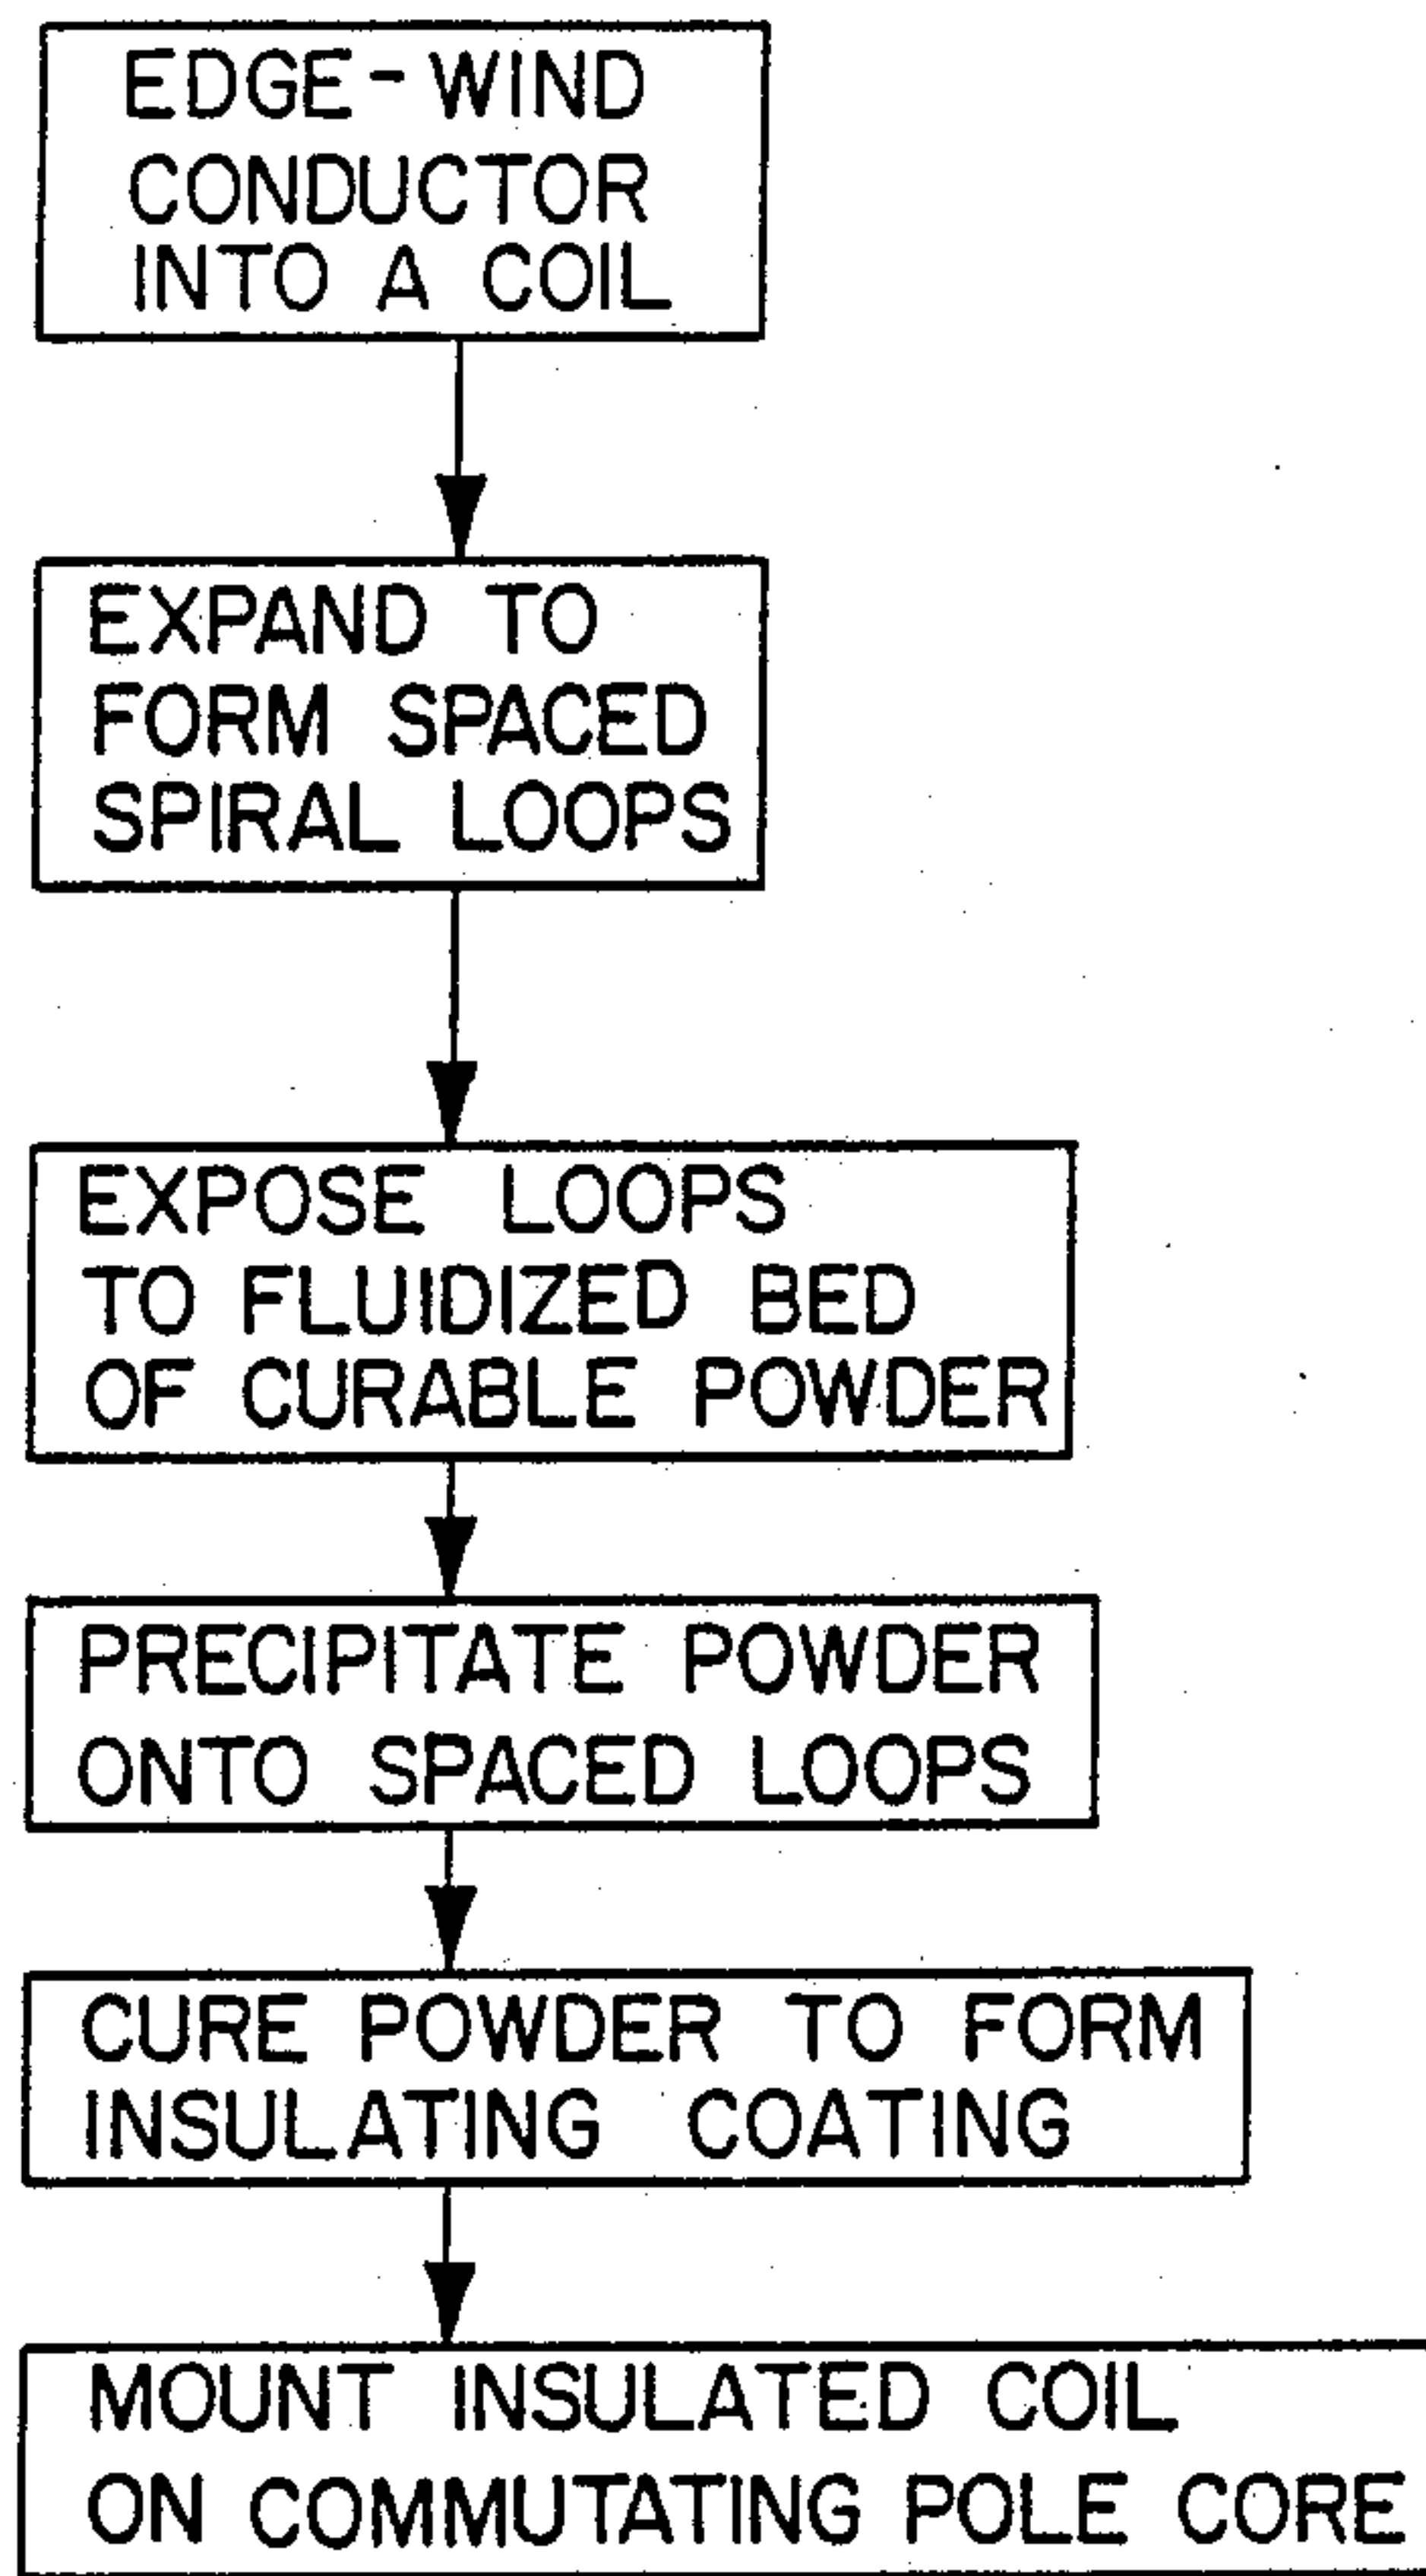 EDGE-WIND
CONDUCTOR
INTO A COIL
EXPAND TO
FORM SPACED
SPIRAL LOOPS
EXPOSE LOOPS
TO FLUIDIZED BED
OF CURABLE POWDER
PRECIPITATE POWDER
ONTO SPACED LOOPS
CURE POWDER TO FORM
INSULATING COATING
MOUNT INSULATED COIL
ON COMMUTATING POLE CORE